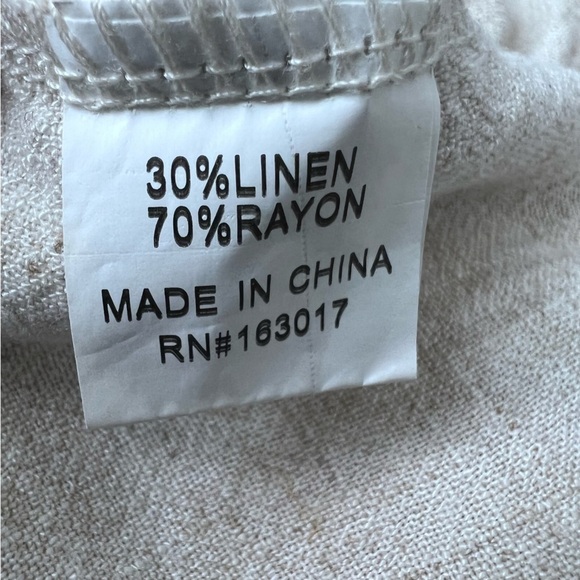 30%LINEN
70%RAYON
MADE IN CHINA
RN#163017